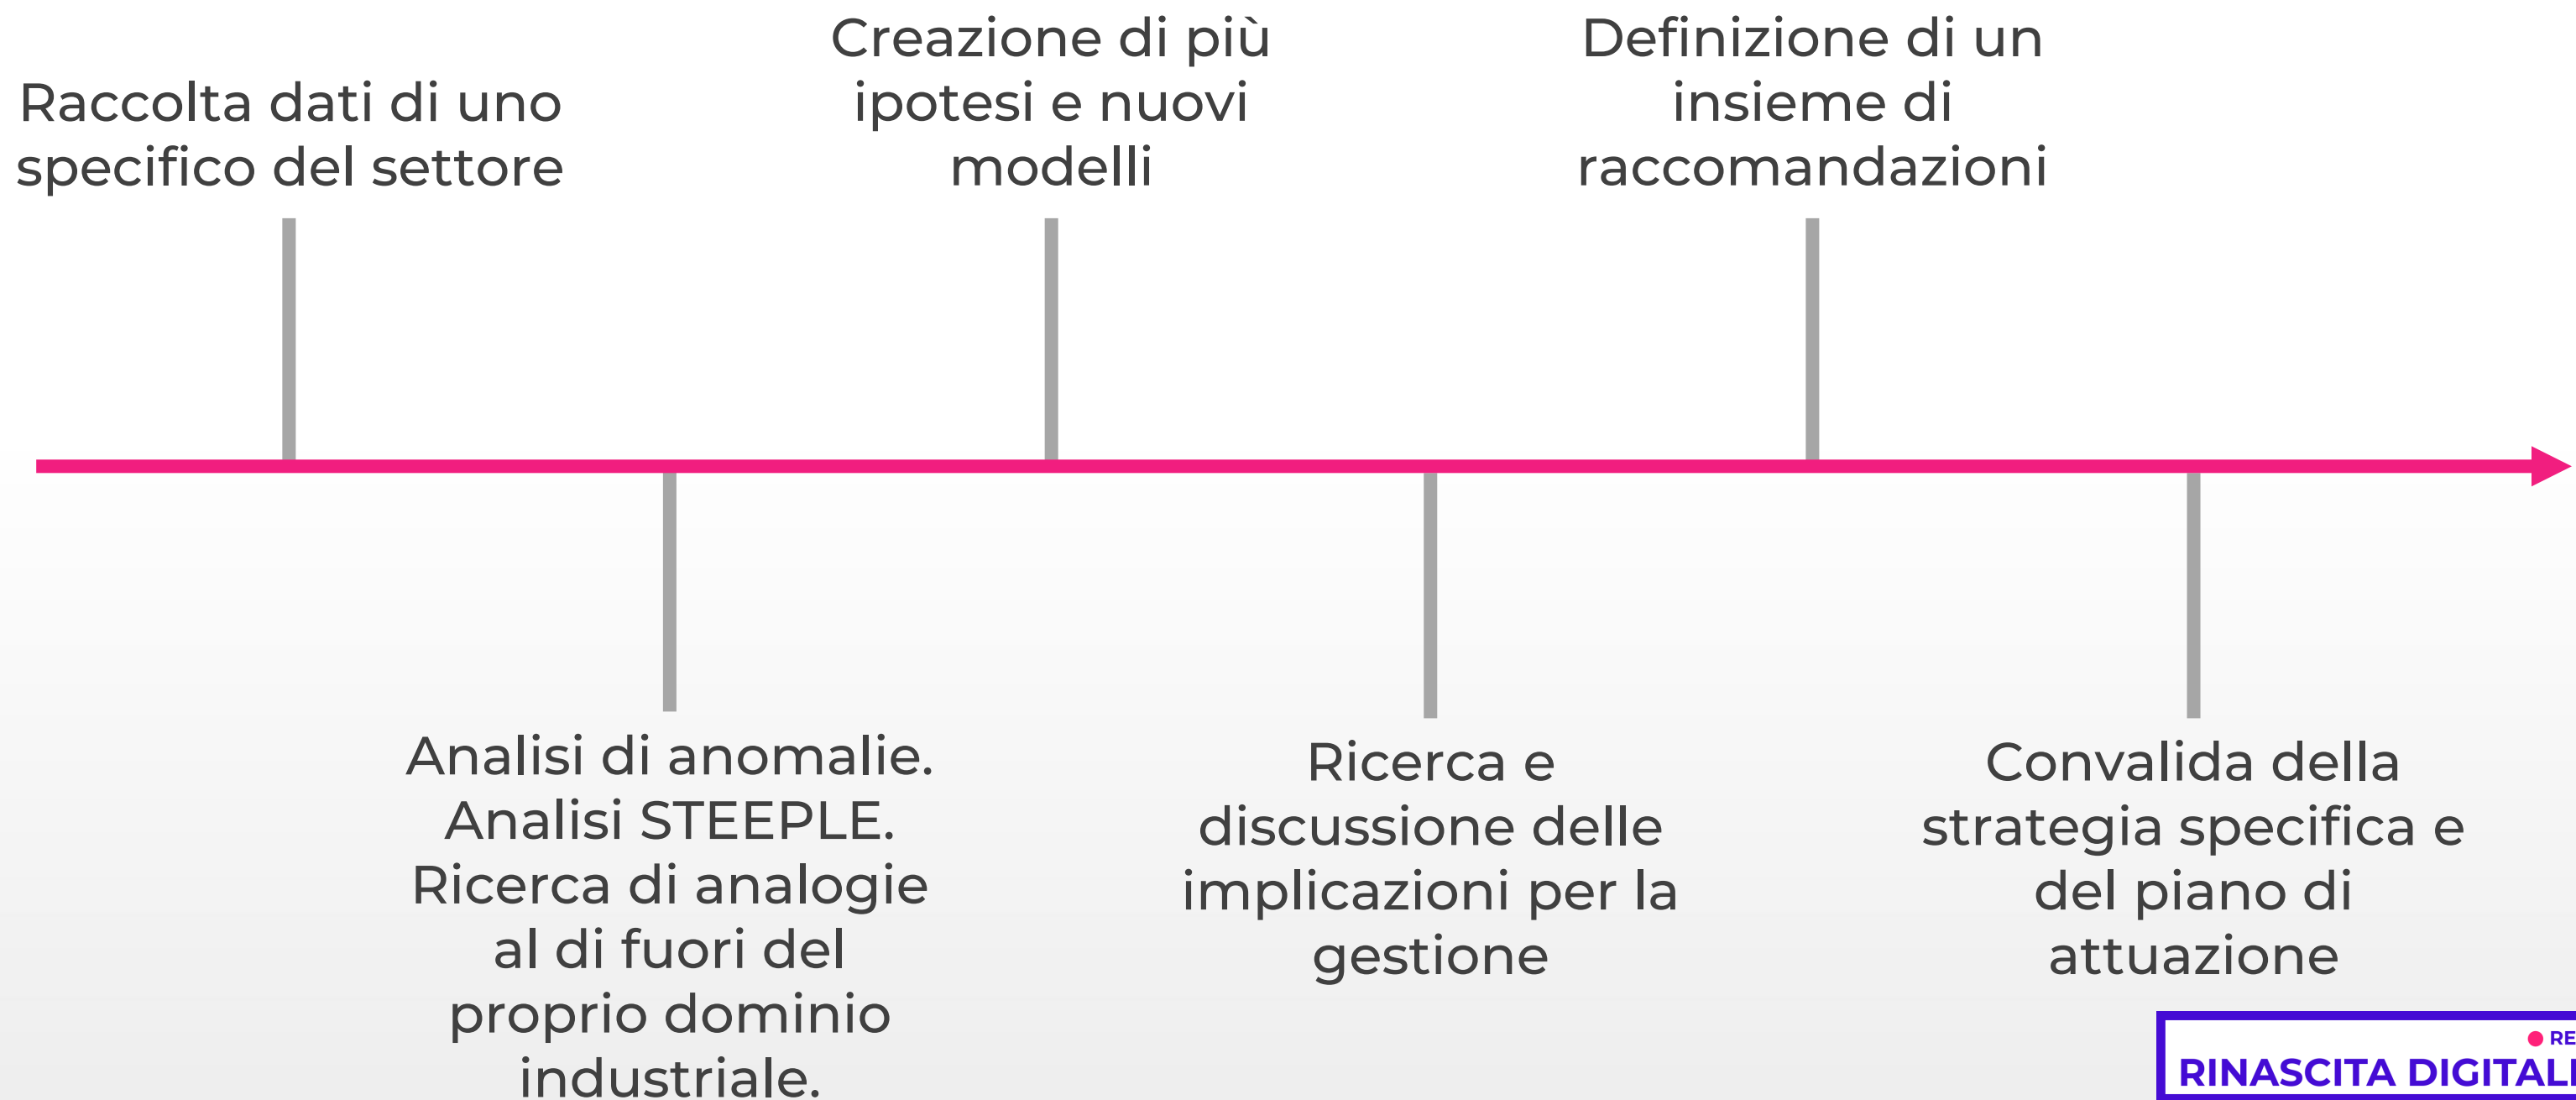 Raccolta dati di uno
specifico del settore
Analisi di anomalie.
Analisi STEEPLE.
Ricerca di analogie
al di fuori del
proprio dominio
industriale.
Creazione di più
ipotesi e nuovi
modelli
Ricerca e
discussione delle
implicazioni per la
gestione
Definizione di un
insieme di
raccomandazioni
Convalida della
strategia specifica e
del piano di
attuazione
RINASCITA